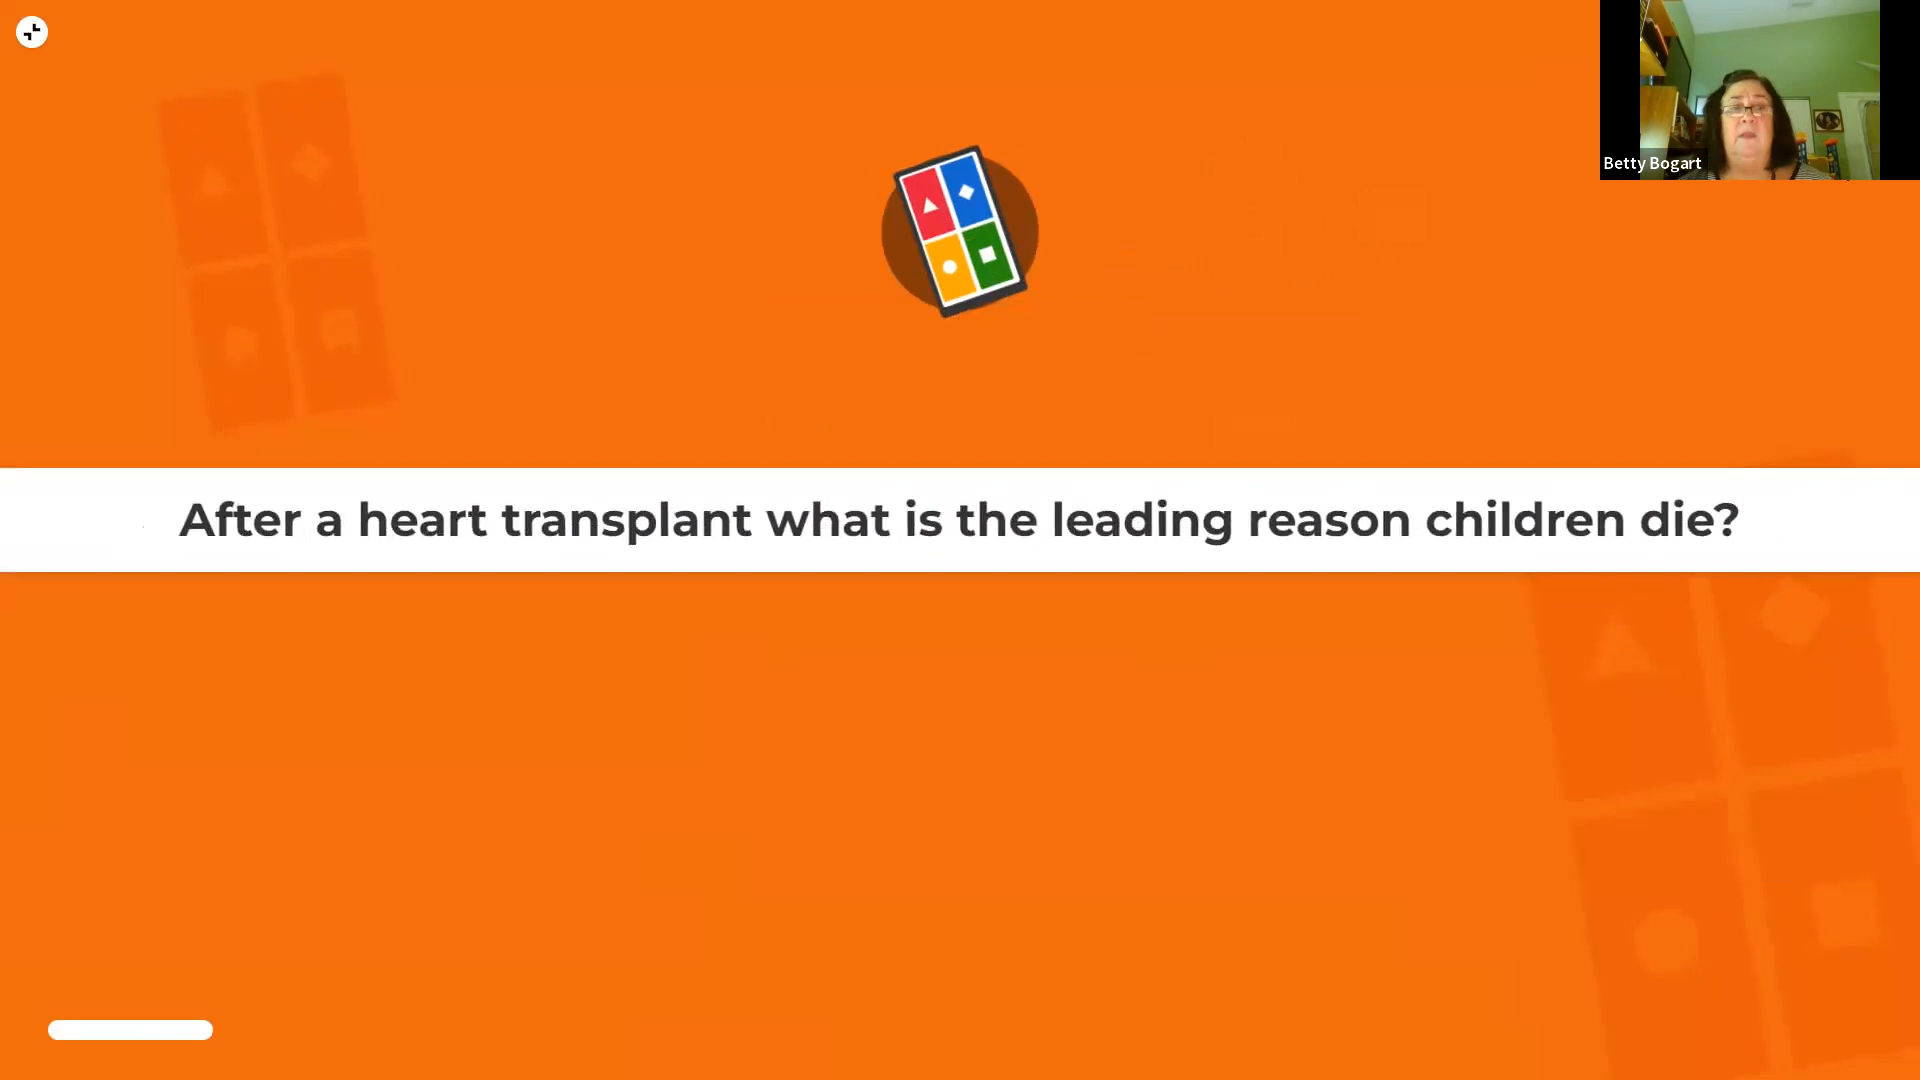 Betty Bogart
After a heart transplant what is the leading reason children die?